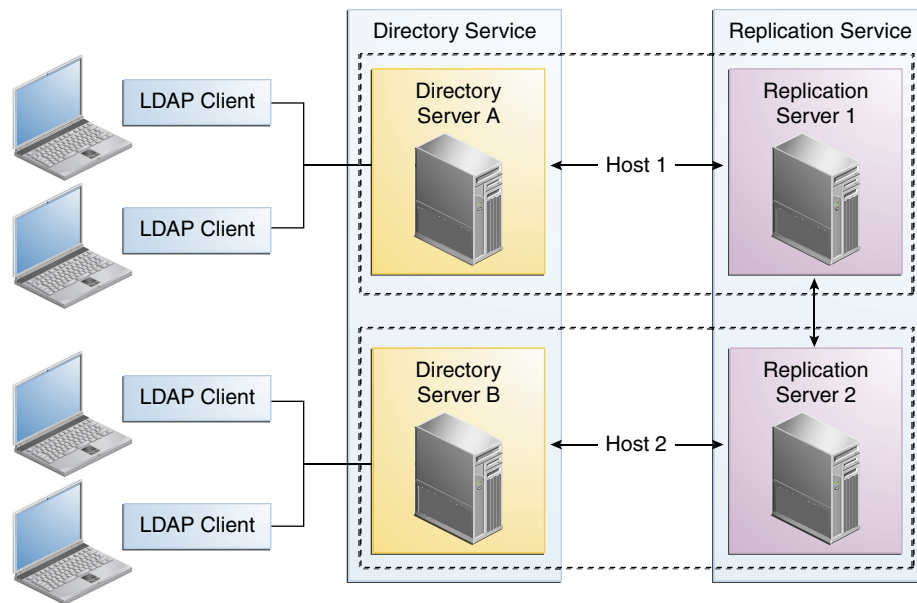 Directory Service
Replication Service
LDAP Client
LDAP Client
Directory
Server A
Host 1
Replication
Server 1
LDAP Client
LDAP Client
Directory
Server B
Host 2
Replication
Server 2